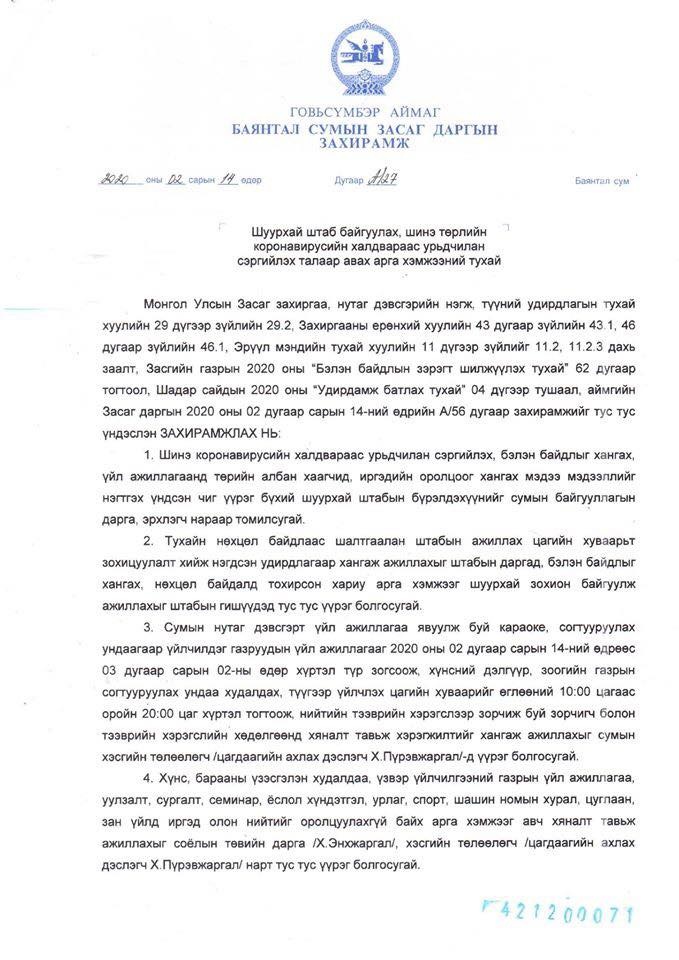 ГОВЬСҮМБЭР АЙМАГ
БАЯНТАЛ СУМЫН ЗАСАГ ДАРГЫН
ЗАХИРАМЖ
2020 оны 02 сарын 14 өдөр Дугаар А/27 Баянтал сум
Шуурхай штаб байгуулах, шинэ төрлийн
коронавирусийн халдвараас урьдчилан
сэргийлэх талаар авах арга хэмжээний тухай
Монгол Улсын Засаг захиргаа, нутаг дэвсгэрийн нэгж, түүний удирдлагын тухай
хуулийн 29 дүгээр зүйлийн 29.2, Захиргааны ерөнхий хуулийн 43 дугаар зүйлийн 43.1, 46
дугаар зүйлийн 46.1, Эрүүл мэндийн тухай хуулийн 11 дүгээр зүйлийг 11.2, 11.2.3 дахь
заалт, Засгийн газрын 2020 оны "Бэлэн байдлын зэрэгт шилжүүлэх тухай" 62 дугаар
тогтоол, Шадар сайдын 2020 оны "Удирдамж батлах тухай" 04 дүгээр тушаал, аймгийн
Засаг даргын 2020 оны 02 дугаар сарын 14-ний өдрийн А/56 дугаар захирамжийг тус тус
үндэслэн ЗАХИРАМЖЛАХ НЬ:
1. Шинэ коронавирусийн халдвараас урьдчилан сэргийлэх, бэлэн байдлыг хангах,
үйл ажиллагаанд төрийн албан хаагчид, иргэдийн оролцоог хангах мэдээ мэдээллийг
нэгтгэх үндсэн чиг үүрэг бүхий шуурхай штабын бүрэлдэхүүнийг сумын байгууллагын
дарга, эрхлэгч нараар томилсугай.
2. Тухайн нөхцөл байдлаас шалтгаалан штабын ажиллах цагийн хуваарьт
зохицуулалт хийж нэгдсэн удирдлагаар хангаж ажиллахыг штабын даргад, бэлэн байдлыг
хангах, нөхцөл байдалд тохирсон хариу арга хэмжээг шуурхай зохион байгуулж
ажиллахыг штабын гишүүдэд тус тус үүрэг болгосугай.
3. Сумын нутаг дэвсгэрт үйл ажиллагаа явуулж буй караоке, согтууруулах
ундаагаар үйлчилдэг газруудын үйл ажиллагааг 2020 оны 02 дугаар сарын 14-ний өдрөөс
03 дугаар сарын 02-ны өдөр хүртэл түр зогсоож, хүнсний дэлгүүр, зоогийн газрын
согтууруулах ундаа худалдах, түүгээр үйлчлэх цагийн хуваарийг өглөөний 10:00 цагаас
оройн 20:00 цаг хүртэл тогтоож, нийтийн тээврийн хэрэгслээр зорчиж буй зорчигч болон
тээврийн хэрэгслийн хөдөлгөөнд хяналт тавьж хэрэгжилтийг хангаж ажиллахыг сумын
хэсгийн төлөөлөгч /цагдаагийн ахлах дэслэгч Х.Пүрэвжаргал/-д үүрэг болгосугай.
4. Хүнс, барааны үзэсгэлэн худалдаа, үзвэр үйлчилгээний газрын үйл ажиллагаа,
уулзалт, сургалт, семинар, ёслол хүндэтгэл, урлаг, спорт, шашин номын хурал, цуглаан,
зан үйлд иргэд олон нийтийг оролцуулахгүй байх арга хэмжээг авч хяналт тавьж
ажиллахыг соёлын төвийн дарга /Х.Энхжаргал/, хэсгийн төлөөлөгч /цагдаагийн ахлах
дэслэгч Х.Пүрэвжаргал/ нарт тус тус үүрэг болгосугай.
421200071